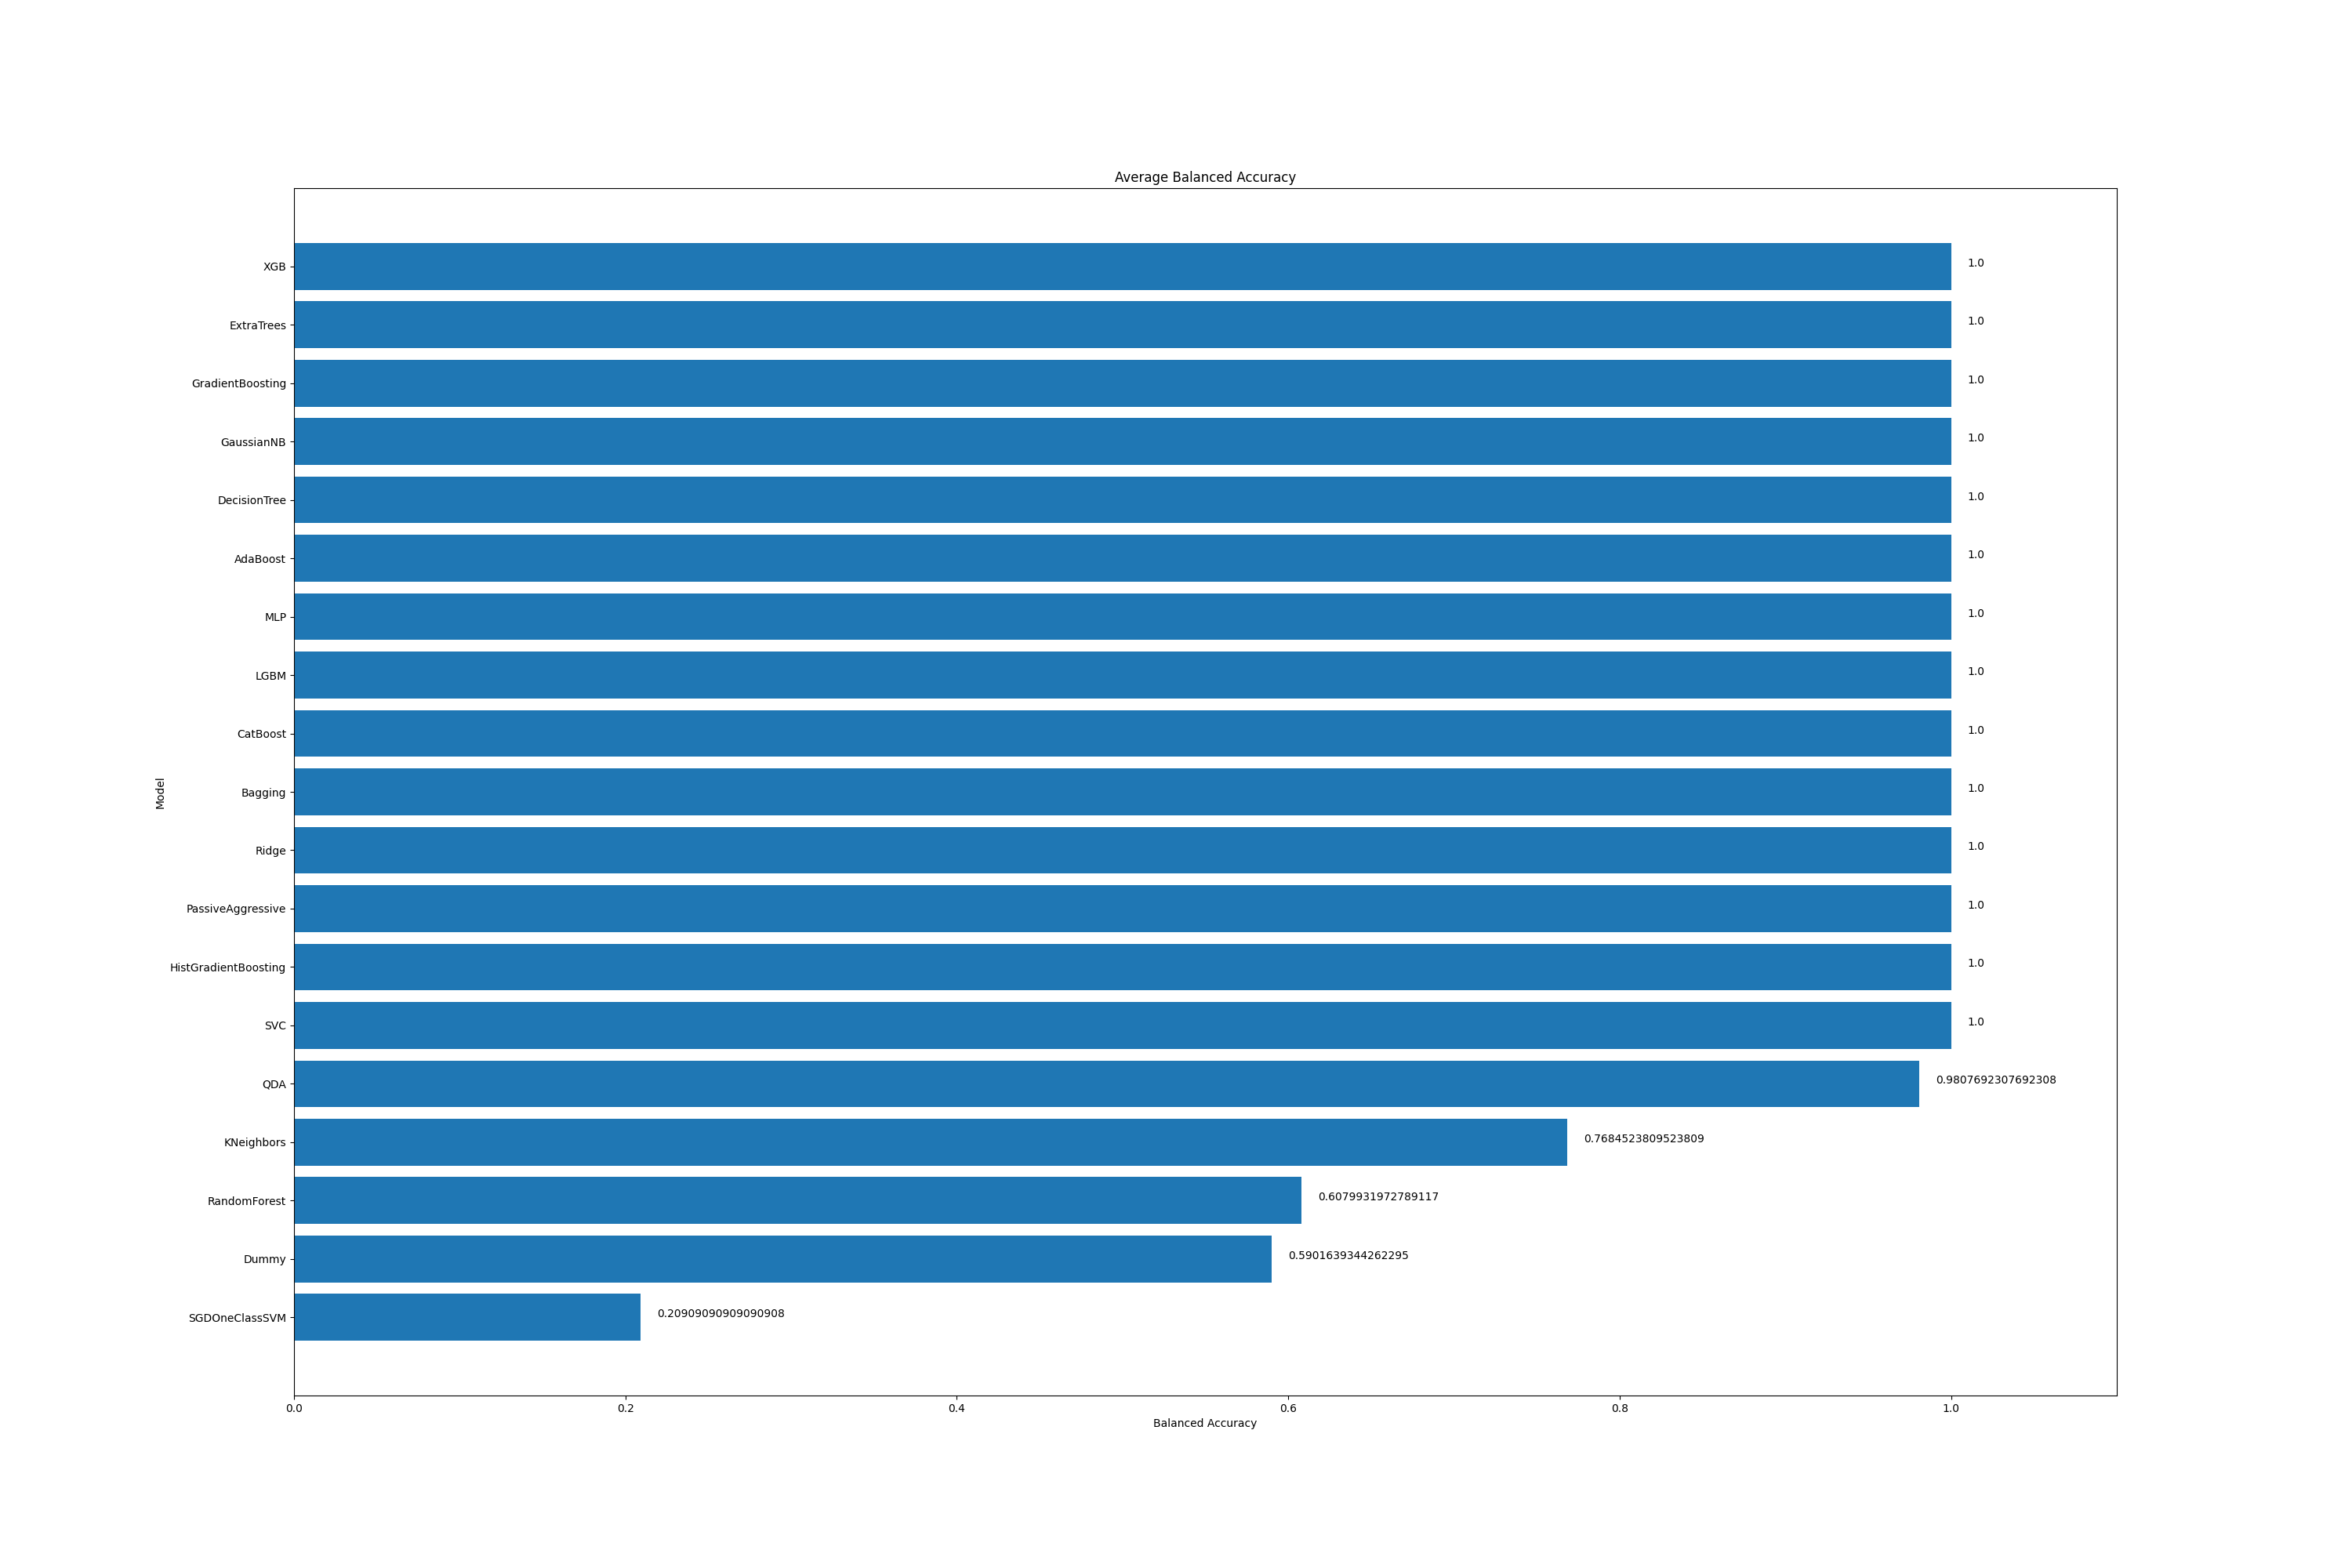 Average Balanced Accuracy
XGB 1.0
ExtraTrees 1.0
GradientBoosting 1.0
GaussianNB 1.0
DecisionTree 1.0
AdaBoost 1.0
MLP 1.0
LGBM 1.0
CatBoost 1.0
Bagging 1.0
Model
Ridge 1.0
PassiveAggressive 1.0
HistGradientBoosting 1.0
SVC 1.0
QDA 0.9807692307692308
KNeighbors 0.7684523809523809
RandomForest 0.6079931972789117
Dummy 0.5901639344262295
SGDOneClassSVM 0.20909090909090908
0.0 0.2 0.4 0.6 0.8 1.0
Balanced Accuracy